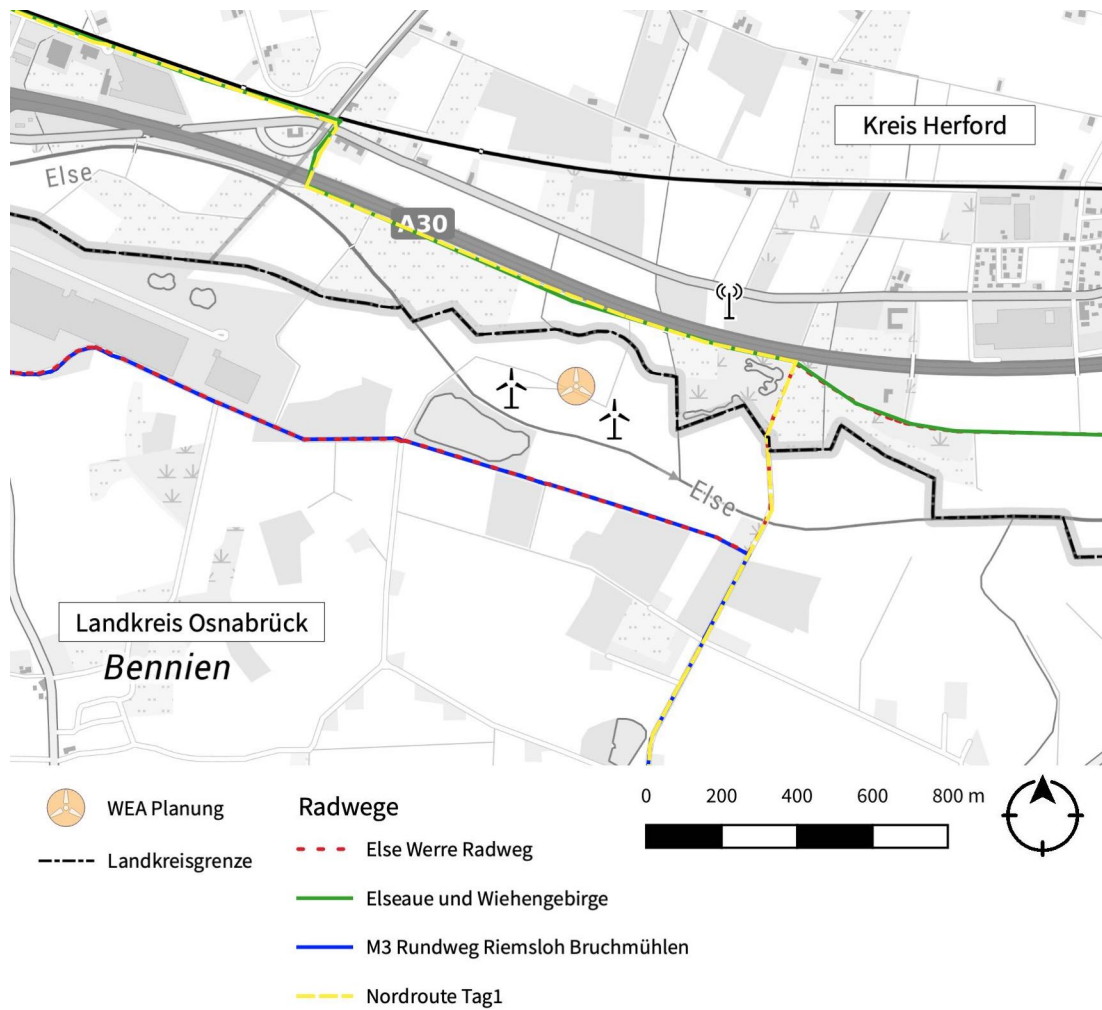 Kreis Herford
Else
A30
Else
Landkreis Osnabrück
Bennien
WEA Planung
Landkreisgrenze
Radwege
Else Werre Radweg
Elseaue und Wiehengebirge
M3 Rundweg Riemsloh Bruchmühlen
Nordroute Tag1
0 200 400 600 800 m